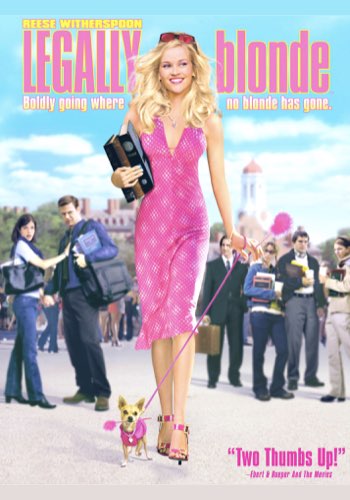 REESE WITHERSPOON
LEGALLY blonde
Boldly going where no blonde has gone.
"Two Thumbs Up!"
—Ebert & Roeper And The Movies